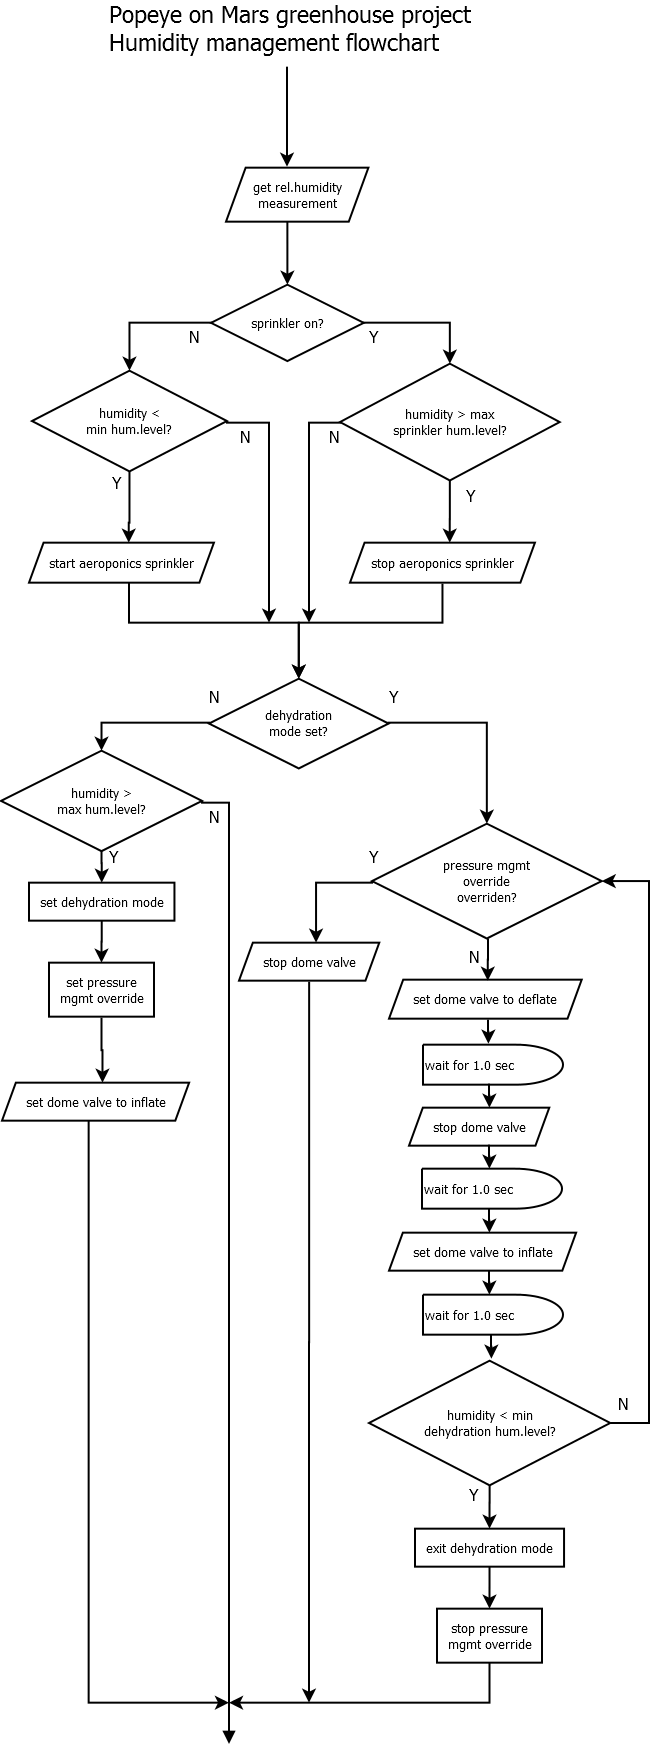 Popeye on Mars greenhouse project
Humidity management flowchart
get rel.humidity
measurement
sprinkler on?
N
Y
humidity <
min hum.level?
N
Y
humidity > max
sprinkler hum.level?
N
Y
start aeroponics sprinkler
stop aeroponics sprinkler
dehydration
mode set?
N
Y
humidity >
max hum.level?
N
Y
set dehydration mode
set pressure
mgmt override
set dome valve to inflate
pressure mgmt
override
overriden?
Y
N
stop dome valve
set dome valve to deflate
wait for 1.0 sec
stop dome valve
wait for 1.0 sec
set dome valve to inflate
wait for 1.0 sec
humidity < min
dehydration hum.level?
N
Y
exit dehydration mode
stop pressure
mgmt override